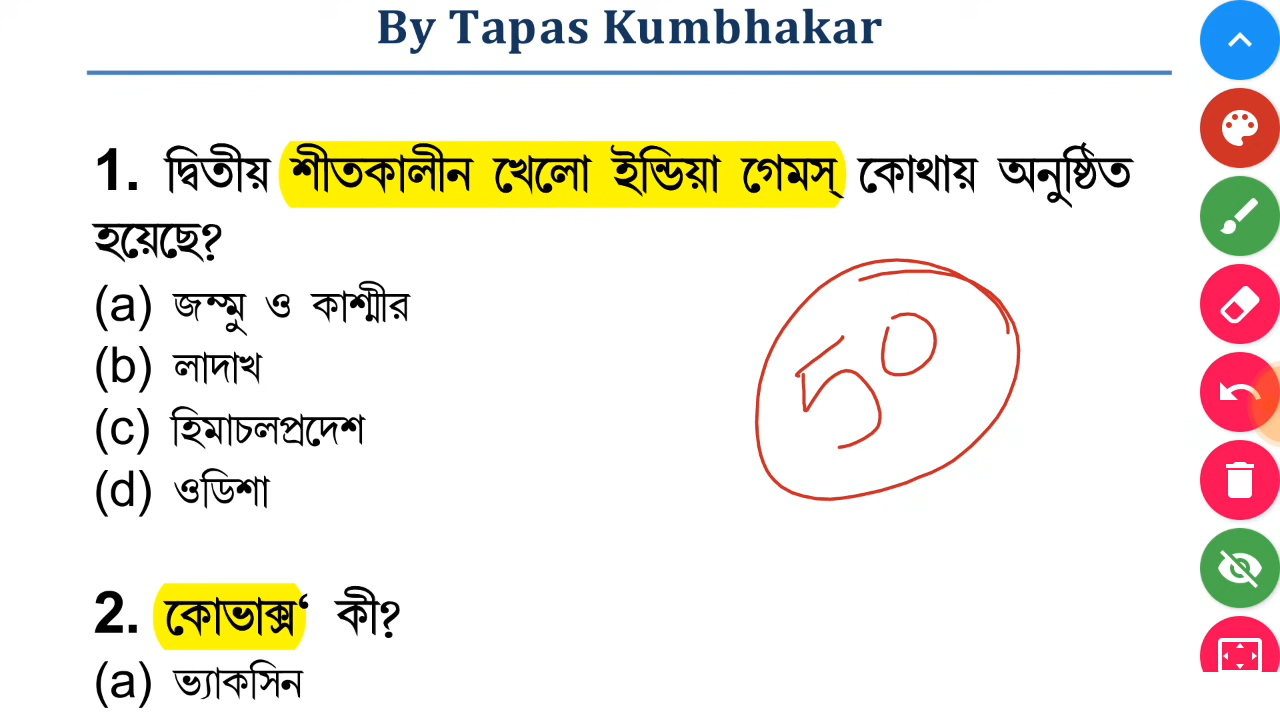 By Tapas Kumbhakar
1. দ্বিতীয় শীতকালীন খেলো ইন্ডিয়া গেমস্ কোথায় অনুষ্ঠিত
হয়েছে?
(a) জম্মু ও কাশ্মীর
(b) লাদাখ
(c) হিমাচলপ্রদেশ
(d) ওডিশা
50
2. কোভাক্স‘ কী?
(a) ভ্যাকসিন